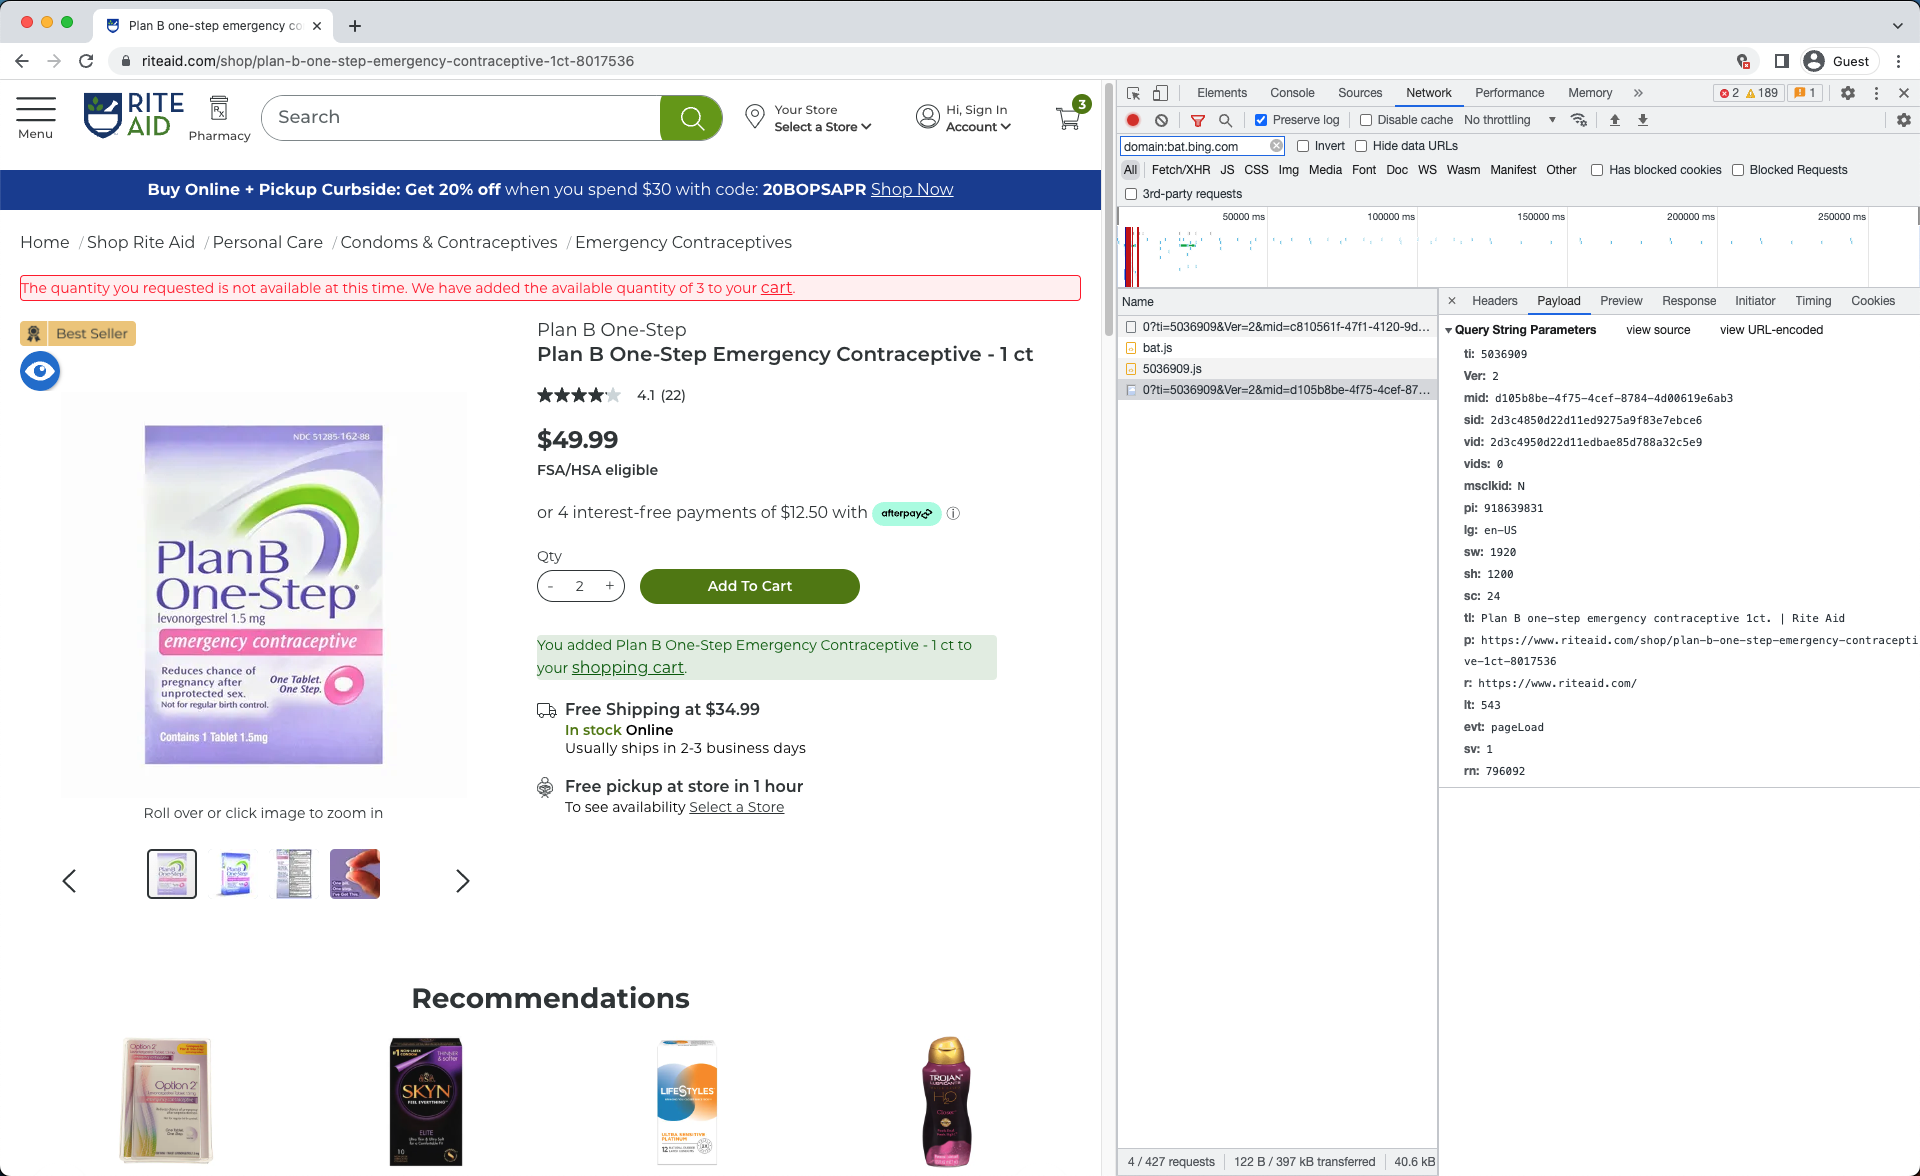 Plan B one-step emergency co
riteaid.com/shop/plan-b-one-step-emergency-contraceptive-1ct-8017536
Guest
Menu
RITE AID
Pharmacy
Search
Your Store
Select a Store
Hi, Sign In
Account
3
Buy Online + Pickup Curbside: Get 20% off when you spend $30 with code: 20BOPSAPR Shop Now
Home / Shop Rite Aid / Personal Care / Condoms & Contraceptives / Emergency Contraceptives
The quantity you requested is not available at this time. We have added the available quantity of 3 to your cart.
Best Seller
NDC 51285-162-88
Plan B
One-Step®
levonorgestrel 1.5 mg
emergency contraceptive
Reduces chance of
pregnancy after
unprotected sex.
Not for regular birth control.
One Tablet.
One Step.
Contains 1 Tablet 1.5mg
Roll over or click image to zoom in
Plan B One-Step
Plan B One-Step Emergency Contraceptive - 1 ct
4.1 (22)
$49.99
FSA/HSA eligible
or 4 interest-free payments of $12.50 with afterpay
Qty
- 2 +
Add To Cart
You added Plan B One-Step Emergency Contraceptive - 1 ct to
your shopping cart.
Free Shipping at $34.99
In stock Online
Usually ships in 2-3 business days
Free pickup at store in 1 hour
To see availability Select a Store
Recommendations
Option 2
Option 2
SKYN
FEEL EVERYTHING
ELITE
10
LIFESTYLES
ULTRA SENSITIVE
PLATINUM
12
TROJAN
LUBRICANTS
H2O
Closer
Elements Console Sources Network Performance Memory »
2 189 1
Preserve log Disable cache No throttling
domain:bat.bing.com Invert Hide data URLs
All Fetch/XHR JS CSS Img Media Font Doc WS Wasm Manifest Other Has blocked cookies Blocked Requests
3rd-party requests
50000 ms 100000 ms 150000 ms 200000 ms 250000 ms
Name
0?ti=5036909&Ver=2&mid=c810561f-47f1-4120-9d...
bat.js
5036909.js
0?ti=5036909&Ver=2&mid=d105b8be-4f75-4cef-87...
Headers Payload Preview Response Initiator Timing Cookies
Query String Parameters view source view URL-encoded
ti: 5036909
Ver: 2
mid: d105b8be-4f75-4cef-8784-4d00619e6ab3
sid: 2d3c4850d22d11ed9275a9f83e7ebce6
vid: 2d3c4950d22d11edbae85d788a32c5e9
vids: 0
msclkid: N
pi: 918639831
lg: en-US
sw: 1920
sh: 1200
sc: 24
tl: Plan B one-step emergency contraceptive 1ct. | Rite Aid
p: https://www.riteaid.com/shop/plan-b-one-step-emergency-contracepti
ve-1ct-8017536
r: https://www.riteaid.com/
lt: 543
evt: pageLoad
sv: 1
rn: 796092
4 / 427 requests 122 B / 397 kB transferred 40.6 kB